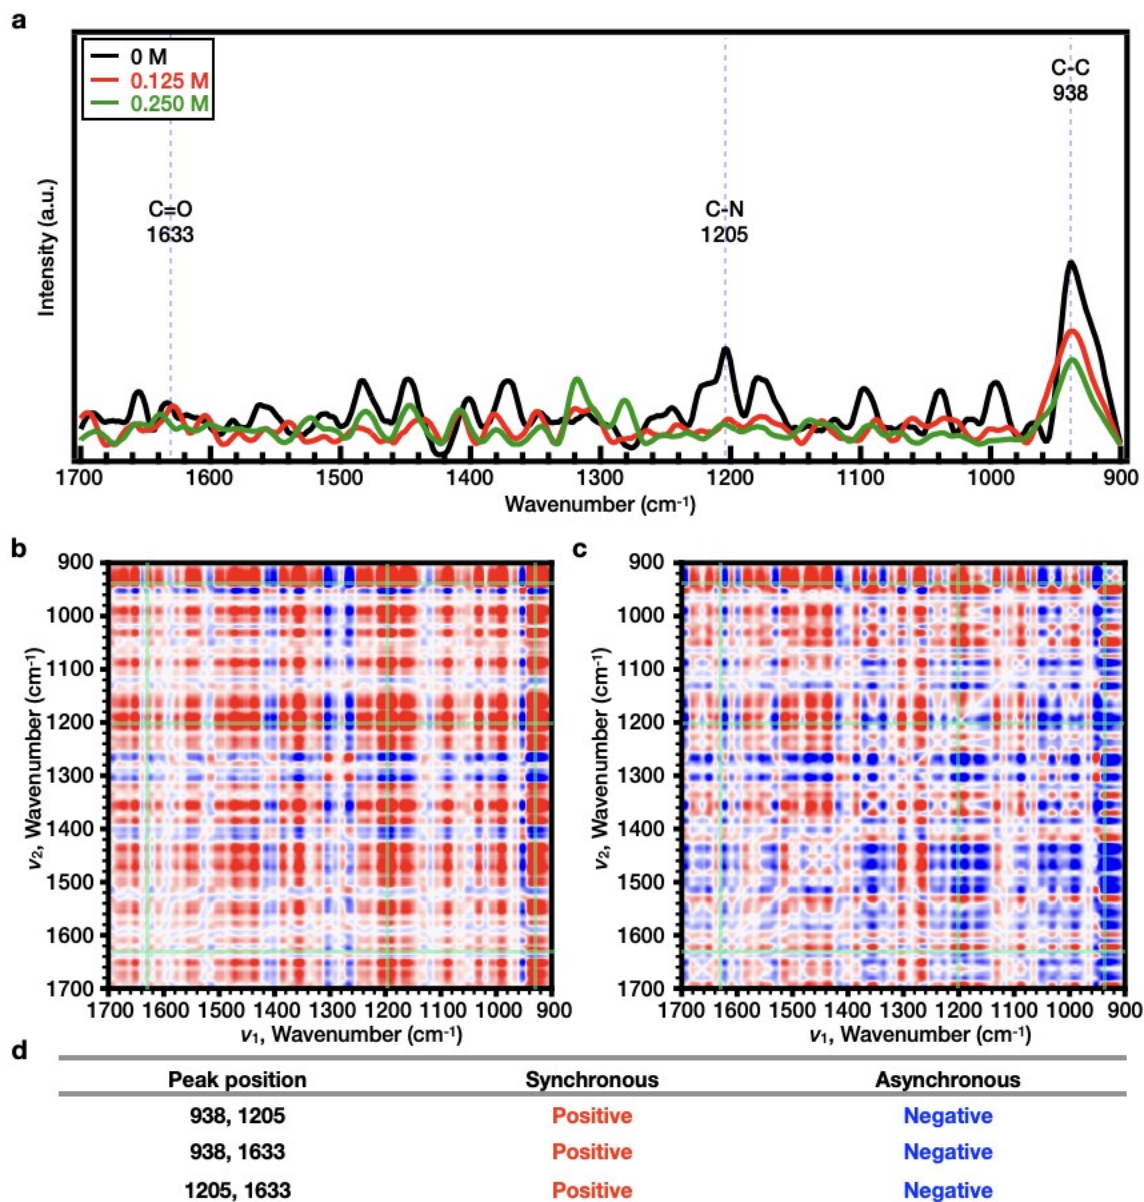 a
0 M
0.125 M
0.250 M
C-C
938
C=O
1633
C-N
1205
Intensity (a.u.)
1700 1600 1500 1400 1300 1200 1100 1000 900
Wavenumber (cm-1)
b
900
1000
1100
1200
1300
1400
1500
1600
1700
ν2, Wavenumber (cm-1)
1700 1600 1500 1400 1300 1200 1100 1000 900
ν1, Wavenumber (cm-1)
c
900
1000
1100
1200
1300
1400
1500
1600
1700
ν2, Wavenumber (cm-1)
1700 1600 1500 1400 1300 1200 1100 1000 900
ν1, Wavenumber (cm-1)
d
Peak position Synchronous Asynchronous
938, 1205 Positive Negative
938, 1633 Positive Negative
1205, 1633 Positive Negative